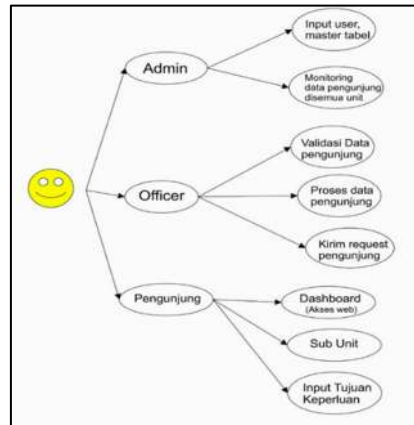 Admin
Input user,
master tabel
Monitoring
data pengunjung
disemua unit
Officer
Validasi Data
pengunjung
Proses data
pengunjung
Kirim request
pengunjung
Pengunjung
Dashboard
(Akses web)
Sub Unit
Input Tujuan
Keperluan